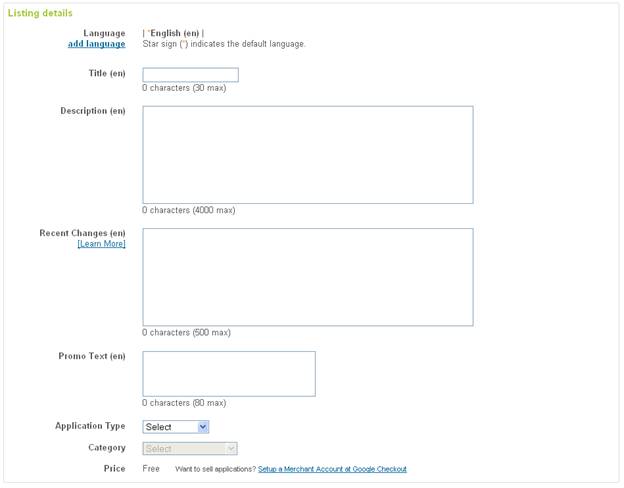 Listing details
Language | *English (en) |
add language Star sign (*) indicates the default language.
Title (en)
0 characters (30 max)
Description (en)
0 characters (4000 max)
Recent Changes (en)
[Learn More]
0 characters (500 max)
Promo Text (en)
0 characters (80 max)
Application Type Select
Category Select
Price Free Want to sell applications? Setup a Merchant Account at Google Checkout